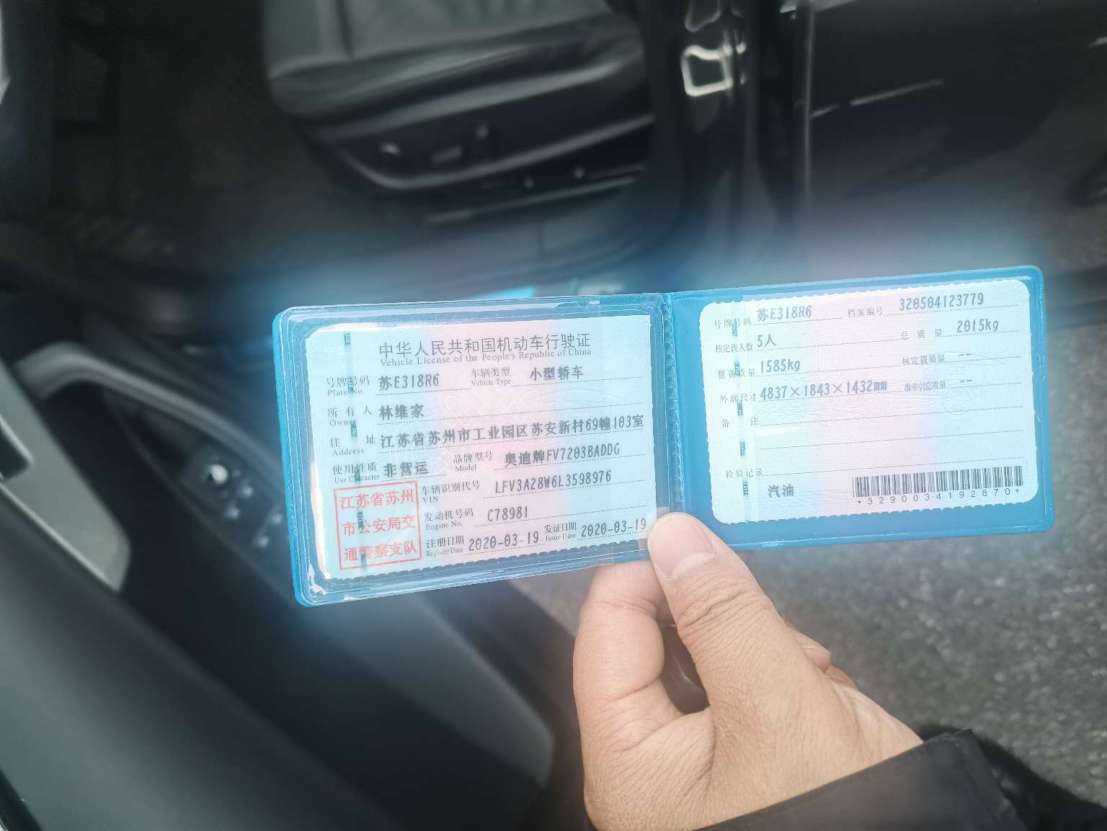 中华人民共和国机动车行驶证
Vehicle License of the People's Republic of China
号牌号码 苏E318R6 车辆类型 小型轿车
Plate No. Vehicle Type
所有人 林维家
Owner
住址 江苏省苏州市工业园区苏安新村69幢103室
Address
使用性质 非营运 品牌型号 奥迪牌FV7203BADDG
Use Character Model
江苏省苏州
市公安局交
通警察支队
车辆识别代号 LFV3A28W6L3598976
VIN
发动机号码 C78981
Engine No.
注册日期 2020-03-19 发证日期 2020-03-19
Register Date Issue Date
号牌号码 苏E318R6 档案编号 320504123779
核定载人数 5人 总质量 2015kg
整备质量 1585kg 核定载质量 --
外廓尺寸 4837×1843×1432mm 准牵引总质量 --
备注
检验记录
汽油
*3290034192870*